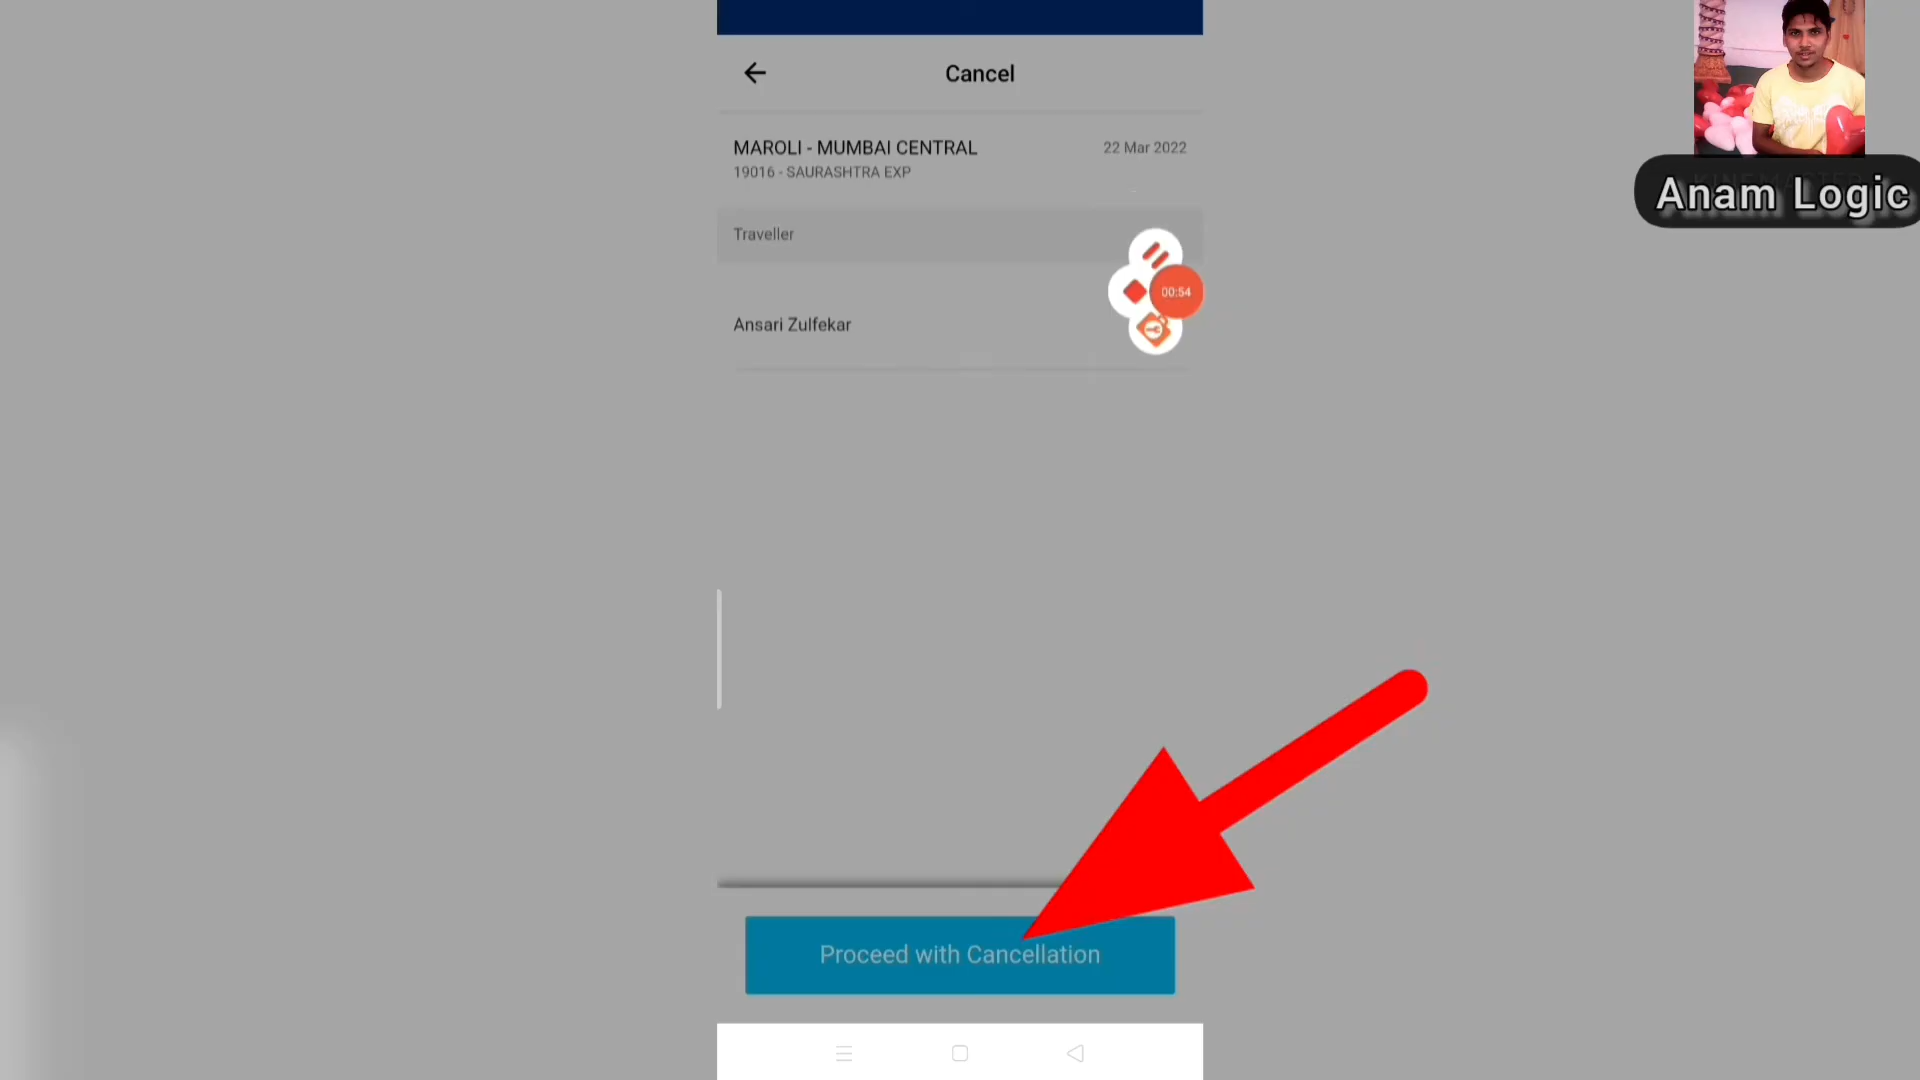 Cancel
MAROLI - MUMBAI CENTRAL
22 Mar 2022
19016 - SAURASHTRA EXP
Traveller
00:54
Ansari Zulfekar
Proceed with Cancellation
Anam Logic